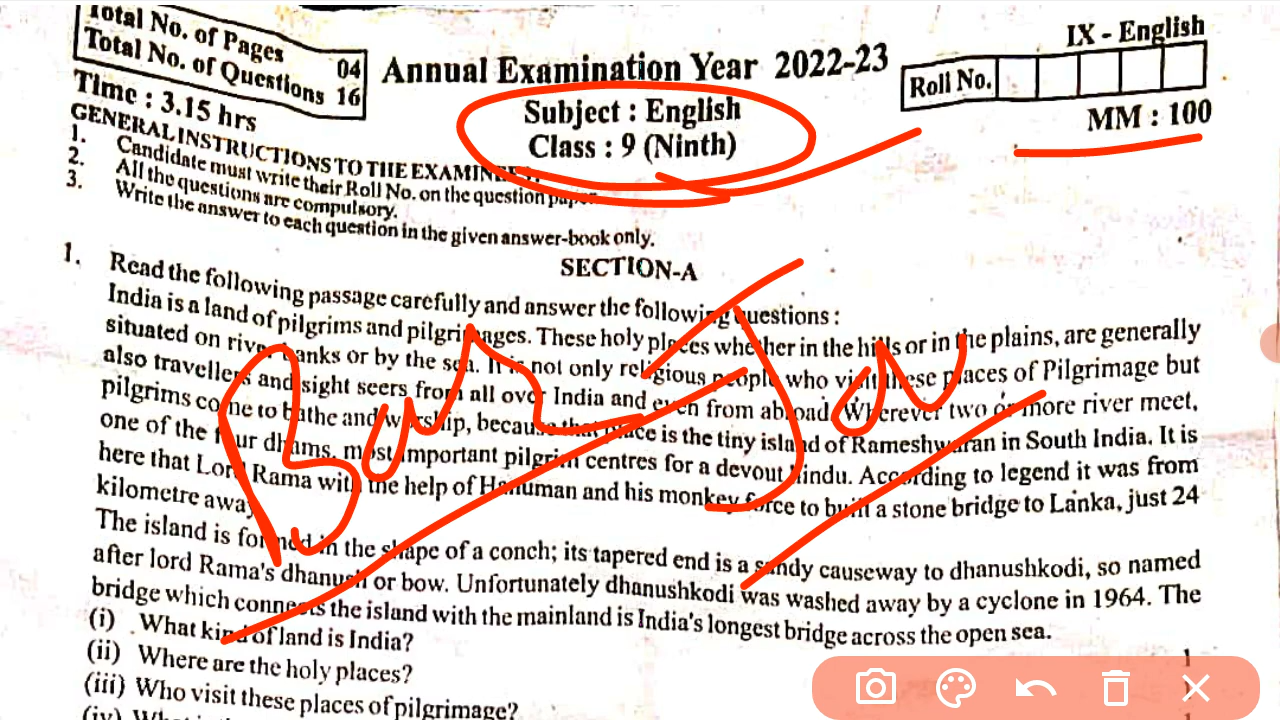 Total No. of Pages 04
Total No. of Questions 16
Time : 3.15 hrs
Annual Examination Year 2022-23
Subject : English
Class : 9 (Ninth)
IX - English
Roll No.
MM : 100
GENERAL INSTRUCTIONS TO THE EXAMINEES:
1. Candidate must write their Roll No. on the question paper
2. All the questions are compulsory.
3. Write the answer to each question in the given answer-book only.
SECTION-A
1. Read the following passage carefully and answer the following questions :
India is a land of pilgrims and pilgrimages. These holy places whether in the hills or in the plains, are generally
situated on river banks or by the sea. It is not only religious people who visit these places of Pilgrimage but
also travellers and sight seers from all over India and even from abroad. Wherever two or more river meet,
pilgrims come to bathe and worship, because that place is the tiny island of Rameshwaran in South India. It is
one of the four dhams, most important pilgrim centres for a devout Hindu. According to legend it was from
here that Lord Rama with the help of Hanuman and his monkey force to built a stone bridge to Lanka, just 24
kilometre away
The island is formed in the shape of a conch; its tapered end is a sandy causeway to dhanushkodi, so named
after lord Rama's dhanush or bow. Unfortunately dhanushkodi was washed away by a cyclone in 1964. The
bridge which connects the island with the mainland is India's longest bridge across the open sea.
(i) What kind of land is India? 1
(ii) Where are the holy places?
(iii) Who visit these places of pilgrimage?
(iv)